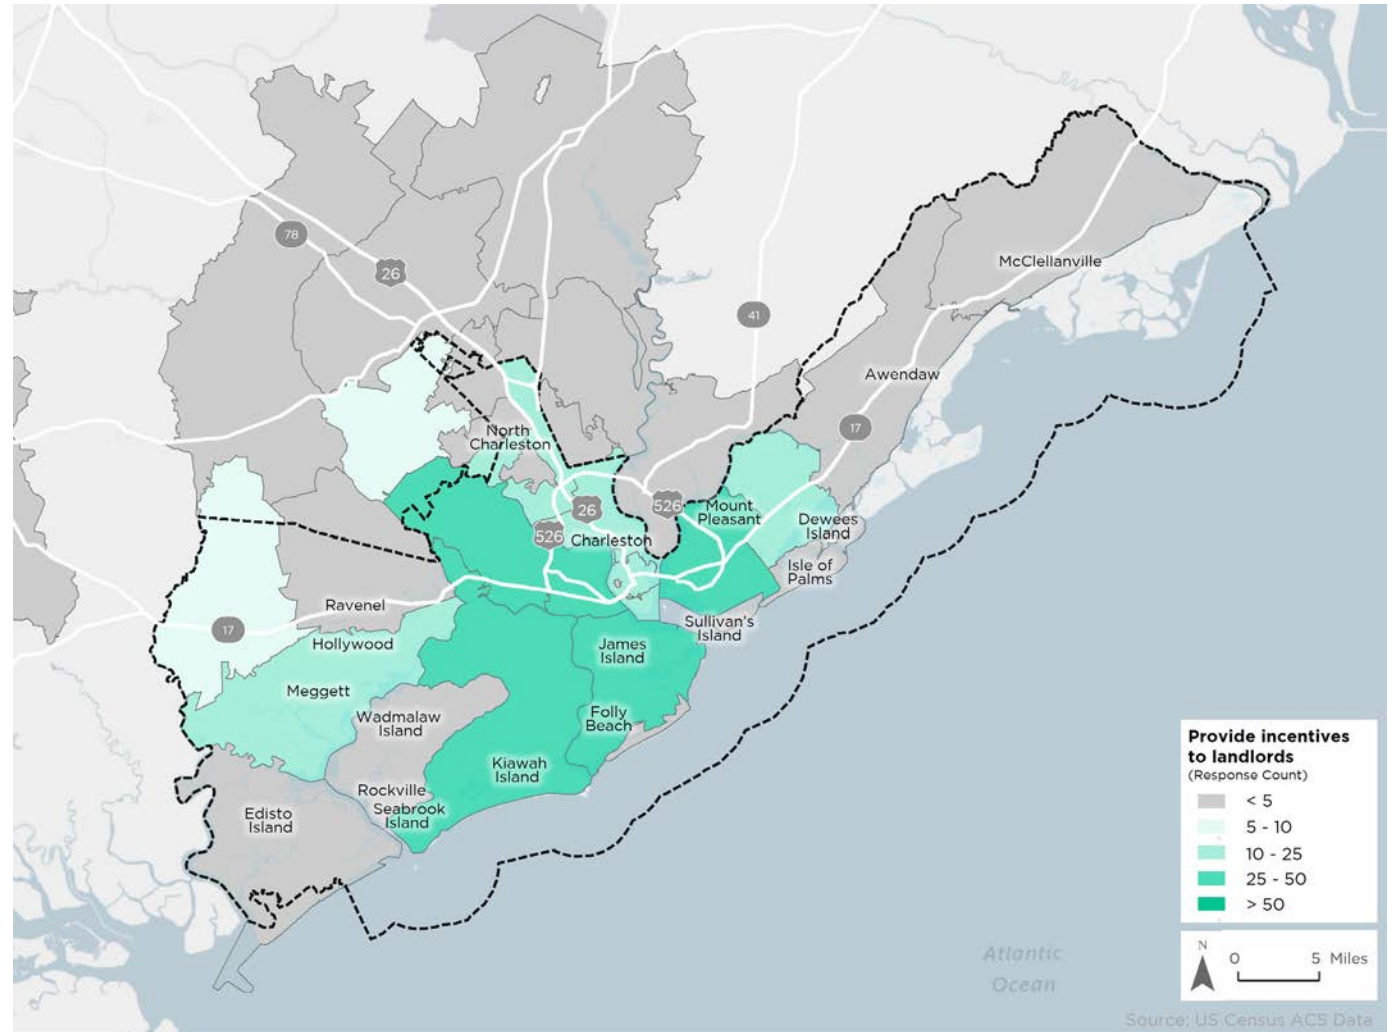 78
26
McClellanville
41
Awendaw
17
North
Charleston
526
26
Mount
Pleasant
Dewees
Island
526
Charleston
Isle of
Palms
Ravenel
17
Hollywood
Sullivan's
Island
James
Island
Meggett
Wadmalaw
Island
Folly
Beach
Kiawah
Island
Rockville
Seabrook
Island
Edisto
Island
Provide incentives
to landlords
(Response Count)
< 5
5 - 10
10 - 25
25 - 50
> 50
N
0 5 Miles
Atlantic
Ocean
Source: US Census ACS Data